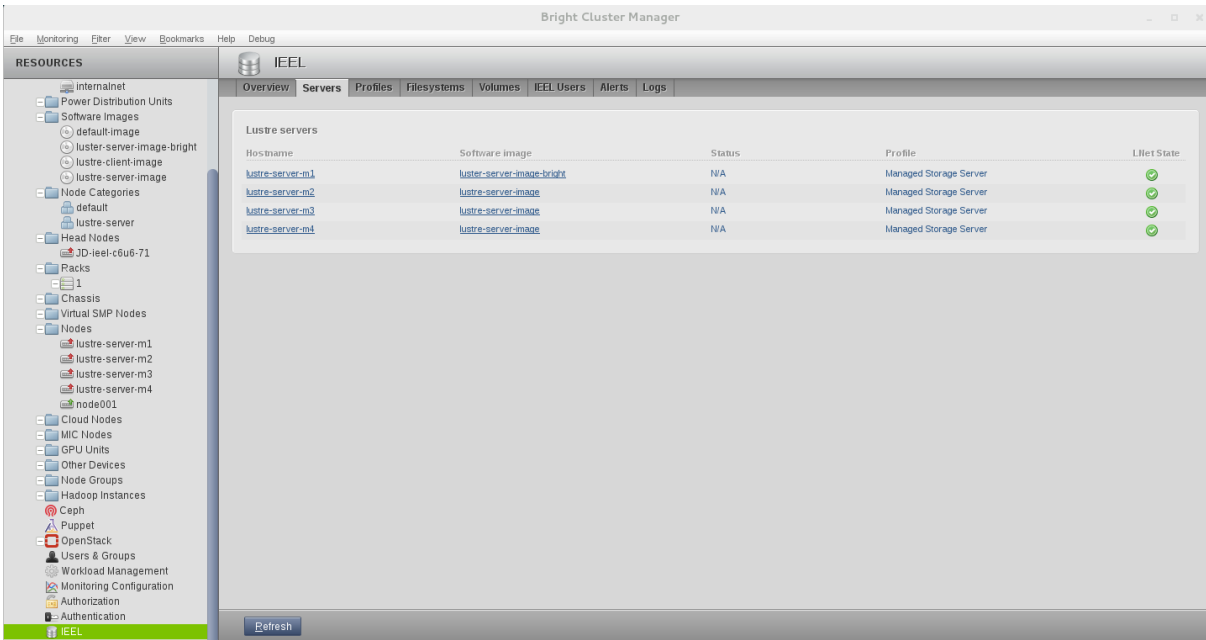 Bright Cluster Manager
File Monitoring Filter View Bookmarks Help Debug
RESOURCES
internalnet
Power Distribution Units
Software Images
default-image
luster-server-image-bright
lustre-client-image
lustre-server-image
Node Categories
default
lustre-server
Head Nodes
JD-ieel-c6u6-71
Racks
1
Chassis
Virtual SMP Nodes
Nodes
lustre-server-m1
lustre-server-m2
lustre-server-m3
lustre-server-m4
node001
Cloud Nodes
MIC Nodes
GPU Units
Other Devices
Node Groups
Hadoop Instances
Ceph
Puppet
OpenStack
Users & Groups
Workload Management
Monitoring Configuration
Authorization
Authentication
IEEL
IEEL
Overview Servers Profiles Filesystems Volumes IEEL Users Alerts Logs
Lustre servers
Hostname Software image Status Profile LNet State
lustre-server-m1 luster-server-image-bright N/A Managed Storage Server
lustre-server-m2 lustre-server-image N/A Managed Storage Server
lustre-server-m3 lustre-server-image N/A Managed Storage Server
lustre-server-m4 lustre-server-image N/A Managed Storage Server
Refresh